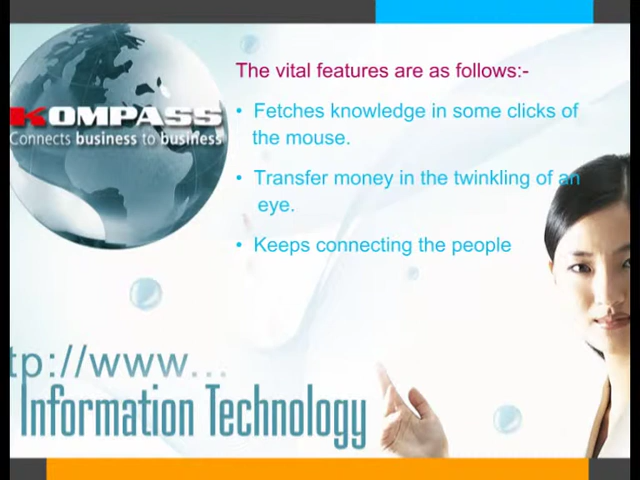 The vital features are as follows:-
KOMPASS
Connects business to business
• Fetches knowledge in some clicks of
the mouse.
• Transfer money in the twinkling of an
eye.
• Keeps connecting the people
tp://www...
Information Technology